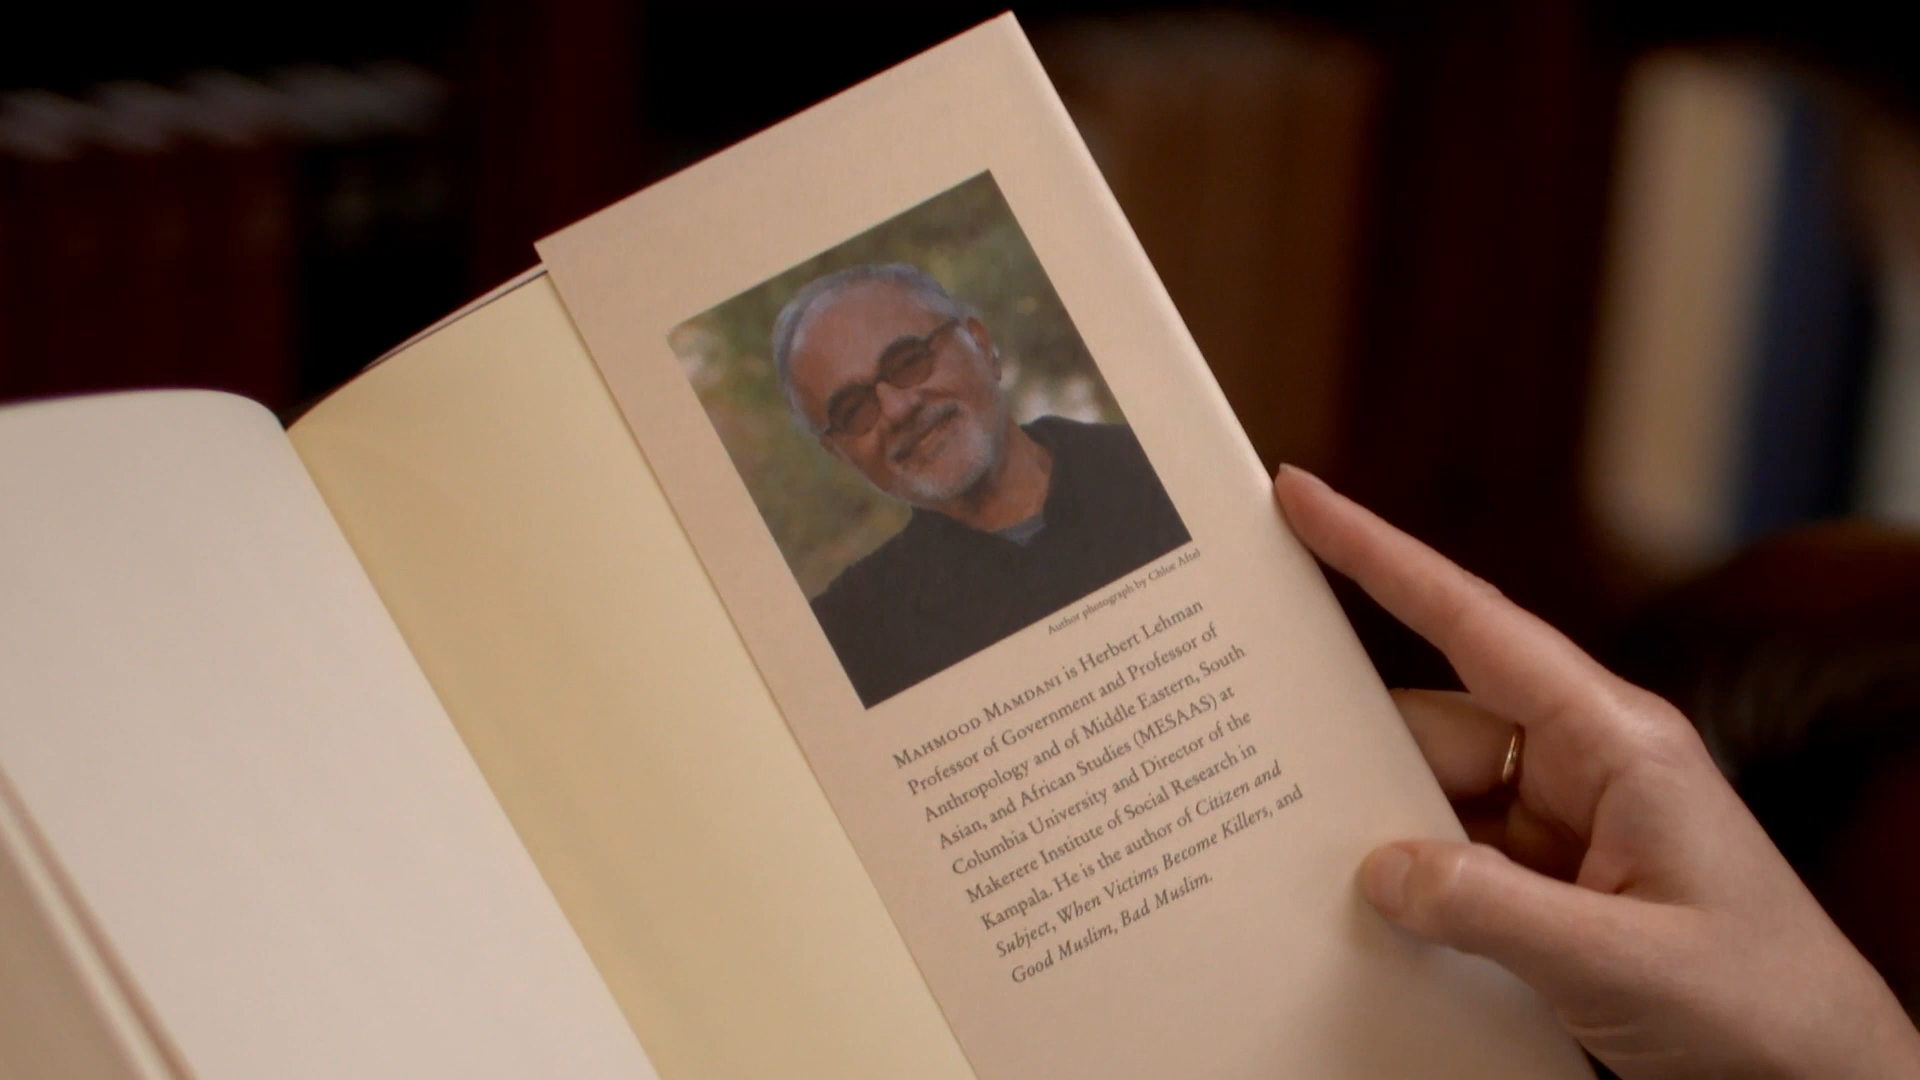 Author photograph by Chloe Aftel
MAHMOOD MAMDANI is Herbert Lehman
Professor of Government and Professor of
Anthropology and of Middle Eastern, South
Asian, and African Studies (MESAAS) at
Columbia University and Director of the
Makerere Institute of Social Research in
Kampala. He is the author of Citizen and
Subject, When Victims Become Killers, and
Good Muslim, Bad Muslim.